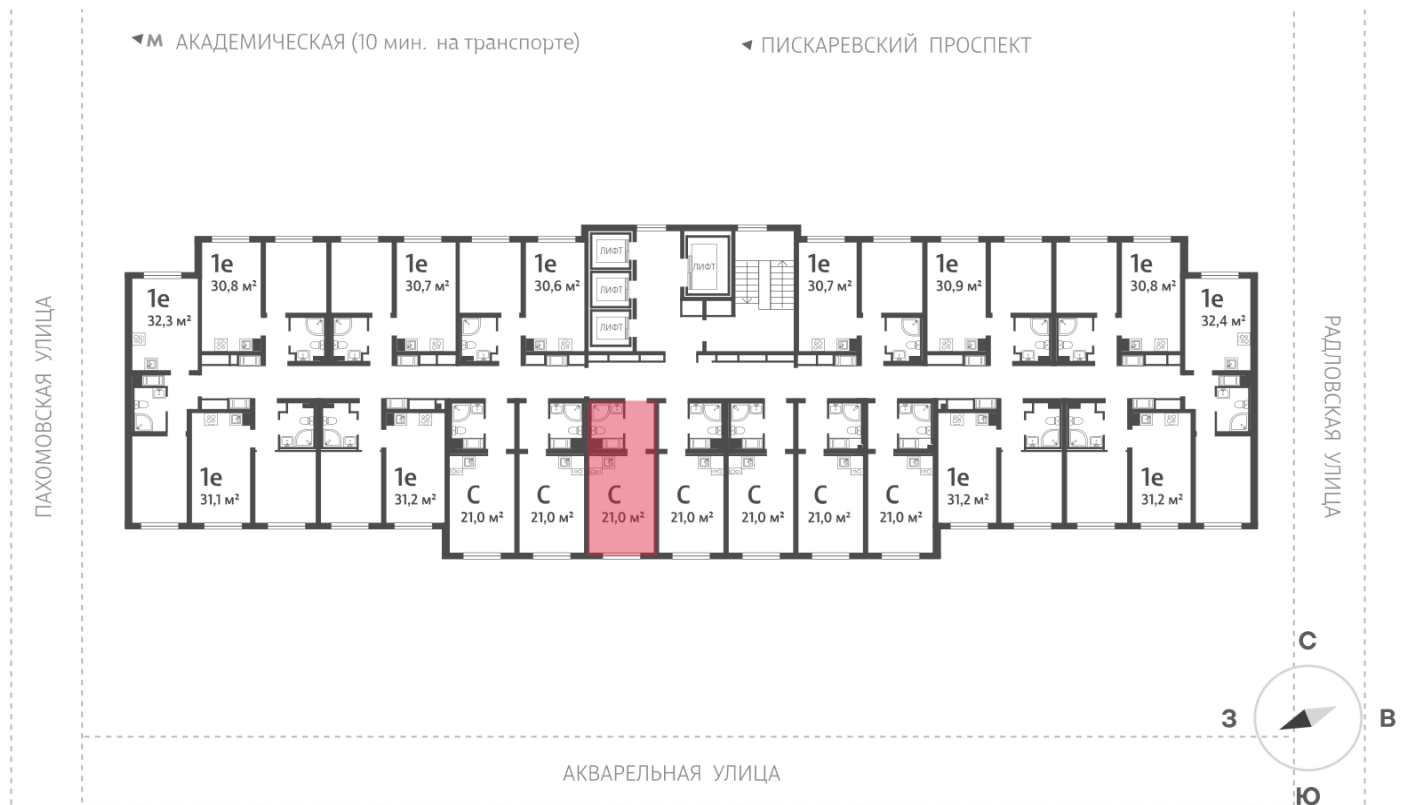 М АКАДЕМИЧЕСКАЯ (10 мин. на транспорте)
ПИСКАРЕВСКИЙ ПРОСПЕКТ
ПАХОМОВСКАЯ УЛИЦА
РАДЛОВСКАЯ УЛИЦА
1е
32,3 м²
1е
30,8 м²
1е
30,7 м²
1е
30,6 м²
ЛИФТ
ЛИФТ
ЛИФТ
ЛИФТ
1е
30,7 м²
1е
30,9 м²
1е
30,8 м²
1е
32,4 м²
1е
31,1 м²
1е
31,2 м²
С
21,0 м²
С
21,0 м²
С
21,0 м²
С
21,0 м²
С
21,0 м²
С
21,0 м²
С
21,0 м²
1е
31,2 м²
1е
31,2 м²
С
З
В
Ю
АКВАРЕЛЬНАЯ УЛИЦА